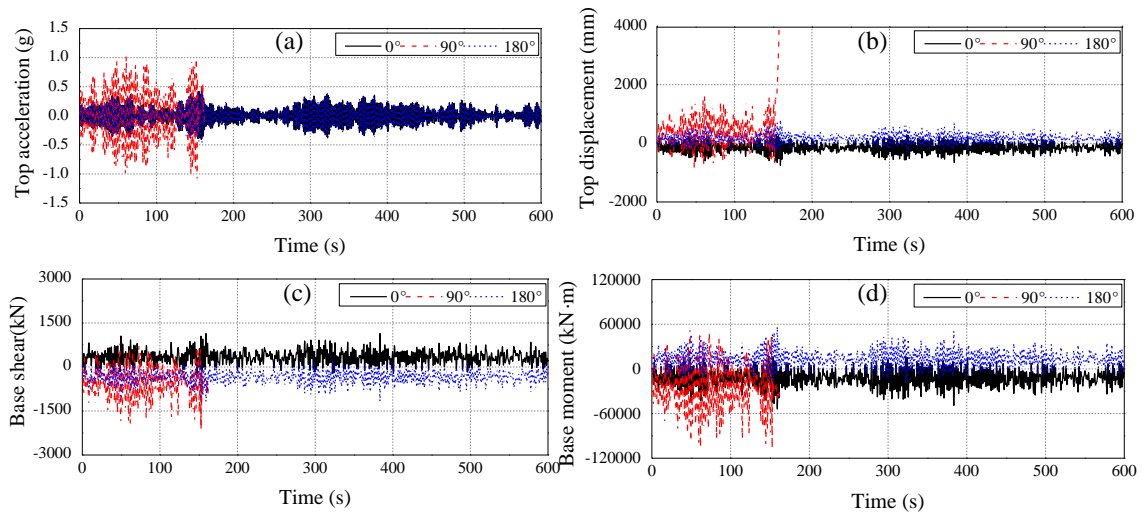 (a)
0° 90° 180°
Top acceleration (g)
1.5
1.0
0.5
0.0
-0.5
-1.0
-1.5
0 100 200 300 400 500 600
Time (s)
(b)
0° 90° 180°
Top displacement (mm)
4000
2000
0
-2000
0 100 200 300 400 500 600
Time (s)
(c)
0° 90° 180°
Base shear(kN)
3000
1500
0
-1500
-3000
0 100 200 300 400 500 600
Time (s)
(d)
0° 90° 180°
Base moment (kN·m)
120000
60000
0
-60000
-120000
0 100 200 300 400 500 600
Time (s)